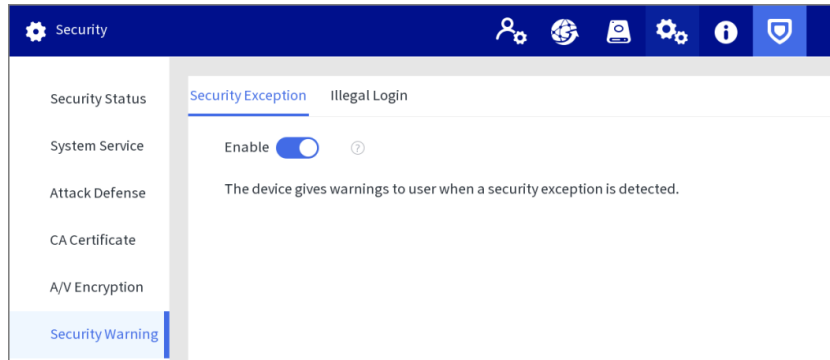 Security
Security Status
System Service
Attack Defense
CA Certificate
A/V Encryption
Security Warning
Security Exception Illegal Login
Enable ?
The device gives warnings to user when a security exception is detected.